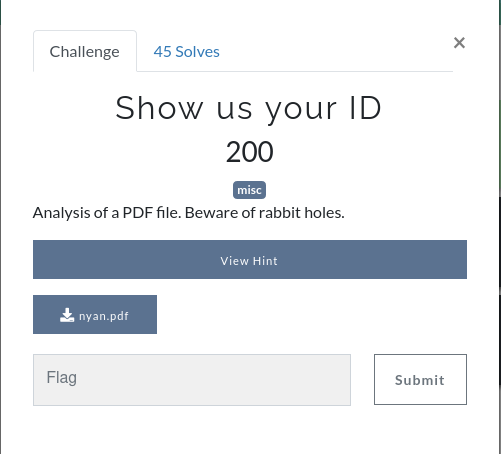 Challenge
45 Solves
×
Show us your ID
200
misc
Analysis of a PDF file. Beware of rabbit holes.
View Hint
nyan.pdf
Flag
Submit